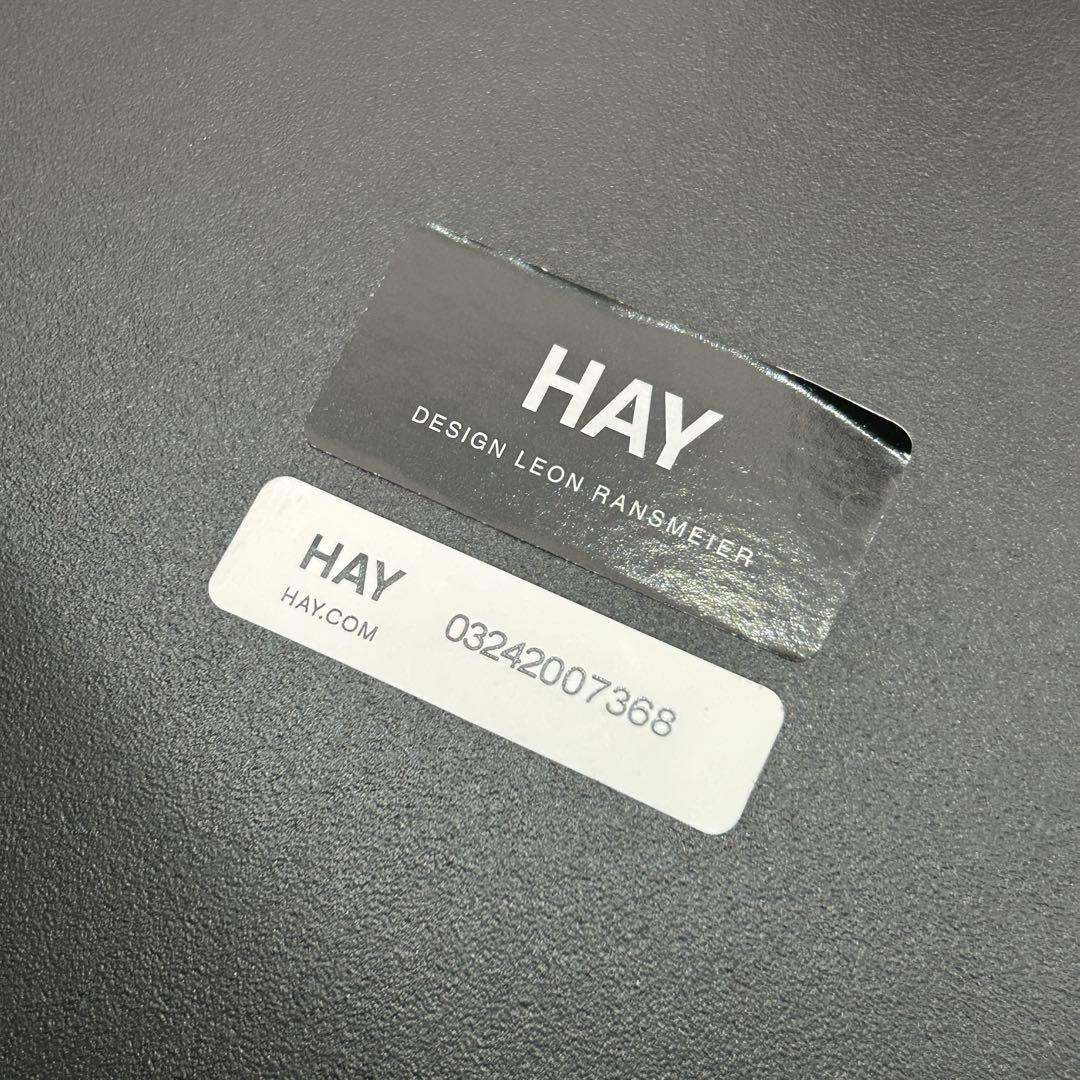 HAY
DESIGN LEON RANSMEIER
HAY
HAY.COM
03242007368